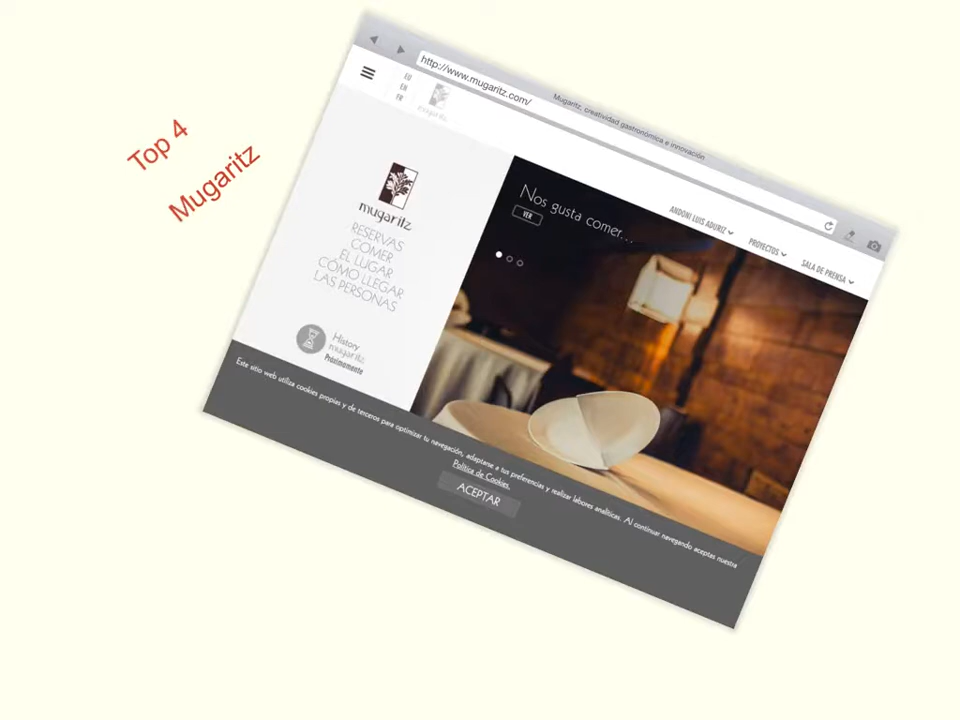 Top 4
Mugaritz
http://www.mugaritz.com/
Mugaritz, creatividad gastronómica e innovación
EU
EN
FR
mugaritz
ANDONI LUIS ADURIZ
PROYECTOS
SALA DE PRENSA
mugaritz
RESERVAS
COMER
EL LUGAR
CÓMO LLEGAR
LAS PERSONAS
History
mugaritz
Próximamente
Nos gusta comer...
VER
Este sitio web utiliza cookies propias y de terceros para optimizar tu navegación, adaptarse a tus preferencias y realizar labores analíticas. Al continuar navegando aceptas nuestra
Política de Cookies.
ACEPTAR